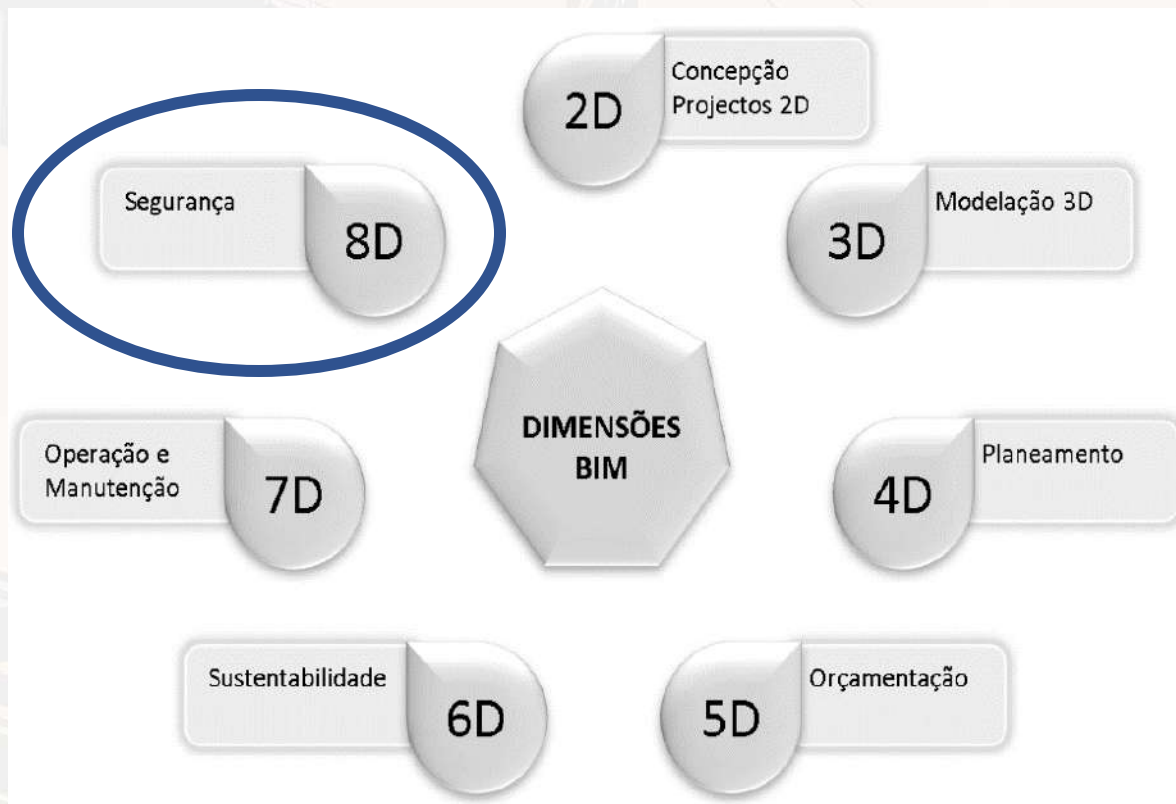 2D
Concepção
Projectos 2D
Segurança
8D
3D
Modelação 3D
DIMENSÕES
BIM
Operação e
Manutenção
7D
4D
Planeamento
Sustentabilidade
6D
5D
Orçamentação